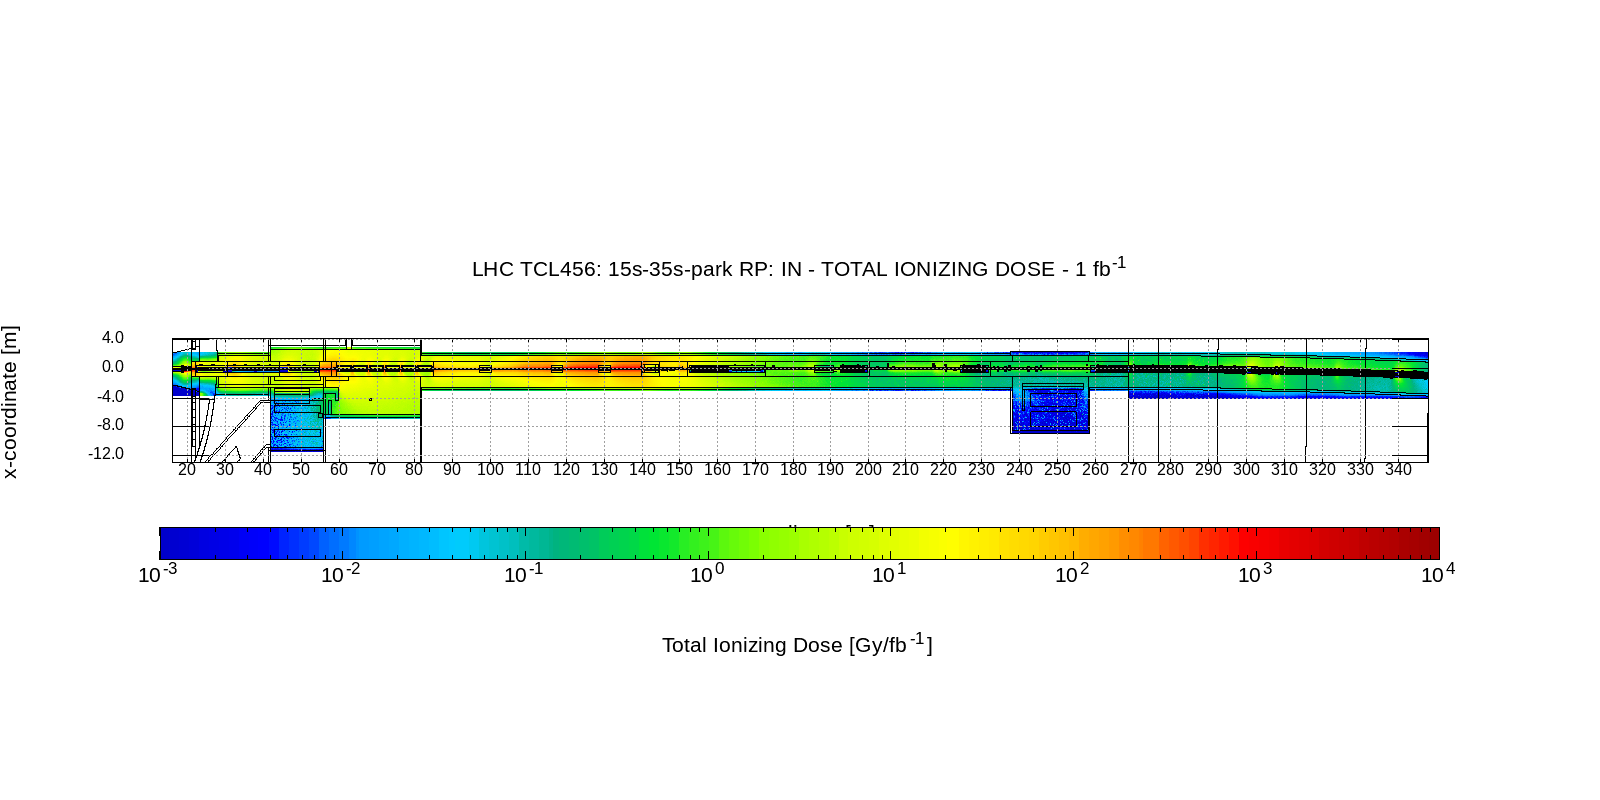 LHC TCL456: 15s-35s-park RP: IN - TOTAL IONIZING DOSE - 1 fb-1
x-coordinate [m]
4.0
0.0
-4.0
-8.0
-12.0
20 30 40 50 60 70 80 90 100 110 120 130 140 150 160 170 180 190 200 210 220 230 240 250 260 270 280 290 300 310 320 330 340
10-3 10-2 10-1 100 101 102 103 104
Total Ionizing Dose [Gy/fb-1]